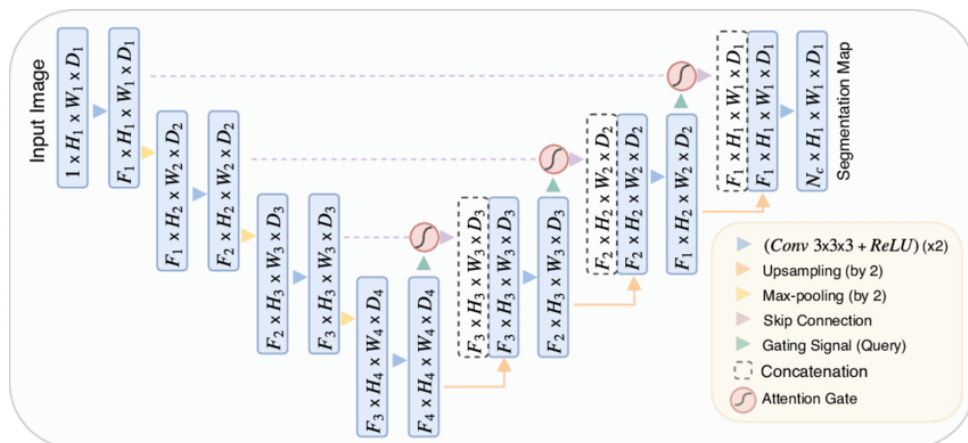 Input Image
1 x H₁ x W₁ x D₁
F₁ x H₁ x W₁ x D₁
F₁ x H₂ x W₂ x D₂
F₂ x H₂ x W₂ x D₂
F₂ x H₃ x W₃ x D₃
F₃ x H₃ x W₃ x D₃
F₃ x H₄ x W₄ x D₄
F₄ x H₄ x W₄ x D₄
F₃ x H₃ x W₃ x D₃
F₃ x H₃ x W₃ x D₃
F₂ x H₃ x W₃ x D₃
F₂ x H₂ x W₂ x D₂
F₂ x H₂ x W₂ x D₂
F₁ x H₂ x W₂ x D₂
F₁ x H₁ x W₁ x D₁
F₁ x H₁ x W₁ x D₁
N꜀ x H₁ x W₁ x D₁
Segmentation Map
(Conv 3x3x3 + ReLU) (x2)
Upsampling (by 2)
Max-pooling (by 2)
Skip Connection
Gating Signal (Query)
Concatenation
Attention Gate